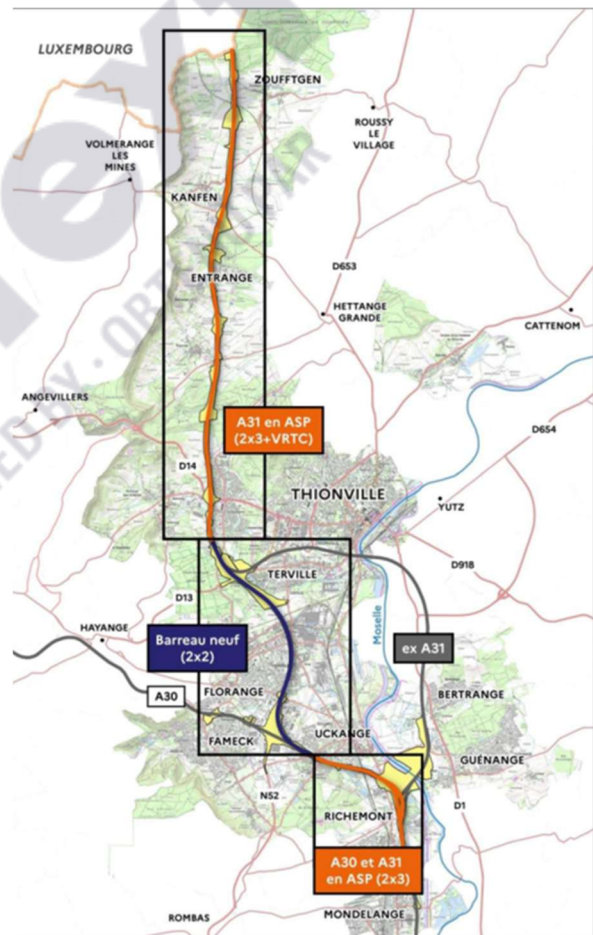 LUXEMBOURG
ZOUFFTGEN
ROUSSY
LE
VILLAGE
VOLMERANGE
LES
MINES
KANFEN
D653
ENTRANGE
HETTANGE
GRANDE
CATTENOM
ANGEVILLERS
A31 en ASP
(2x3+VRTC)
D654
D14
THIONVILLE
YUTZ
D918
TERVILLE
D13
Moselle
HAYANGE
Barreau neuf
(2x2)
ex A31
A30
FLORANGE
BERTRANGE
FAMECK
UCKANGE
GUÉNANGE
N52
D1
RICHEMONT
A30 et A31
en ASP (2x3)
ROMBAS
MONDELANGE